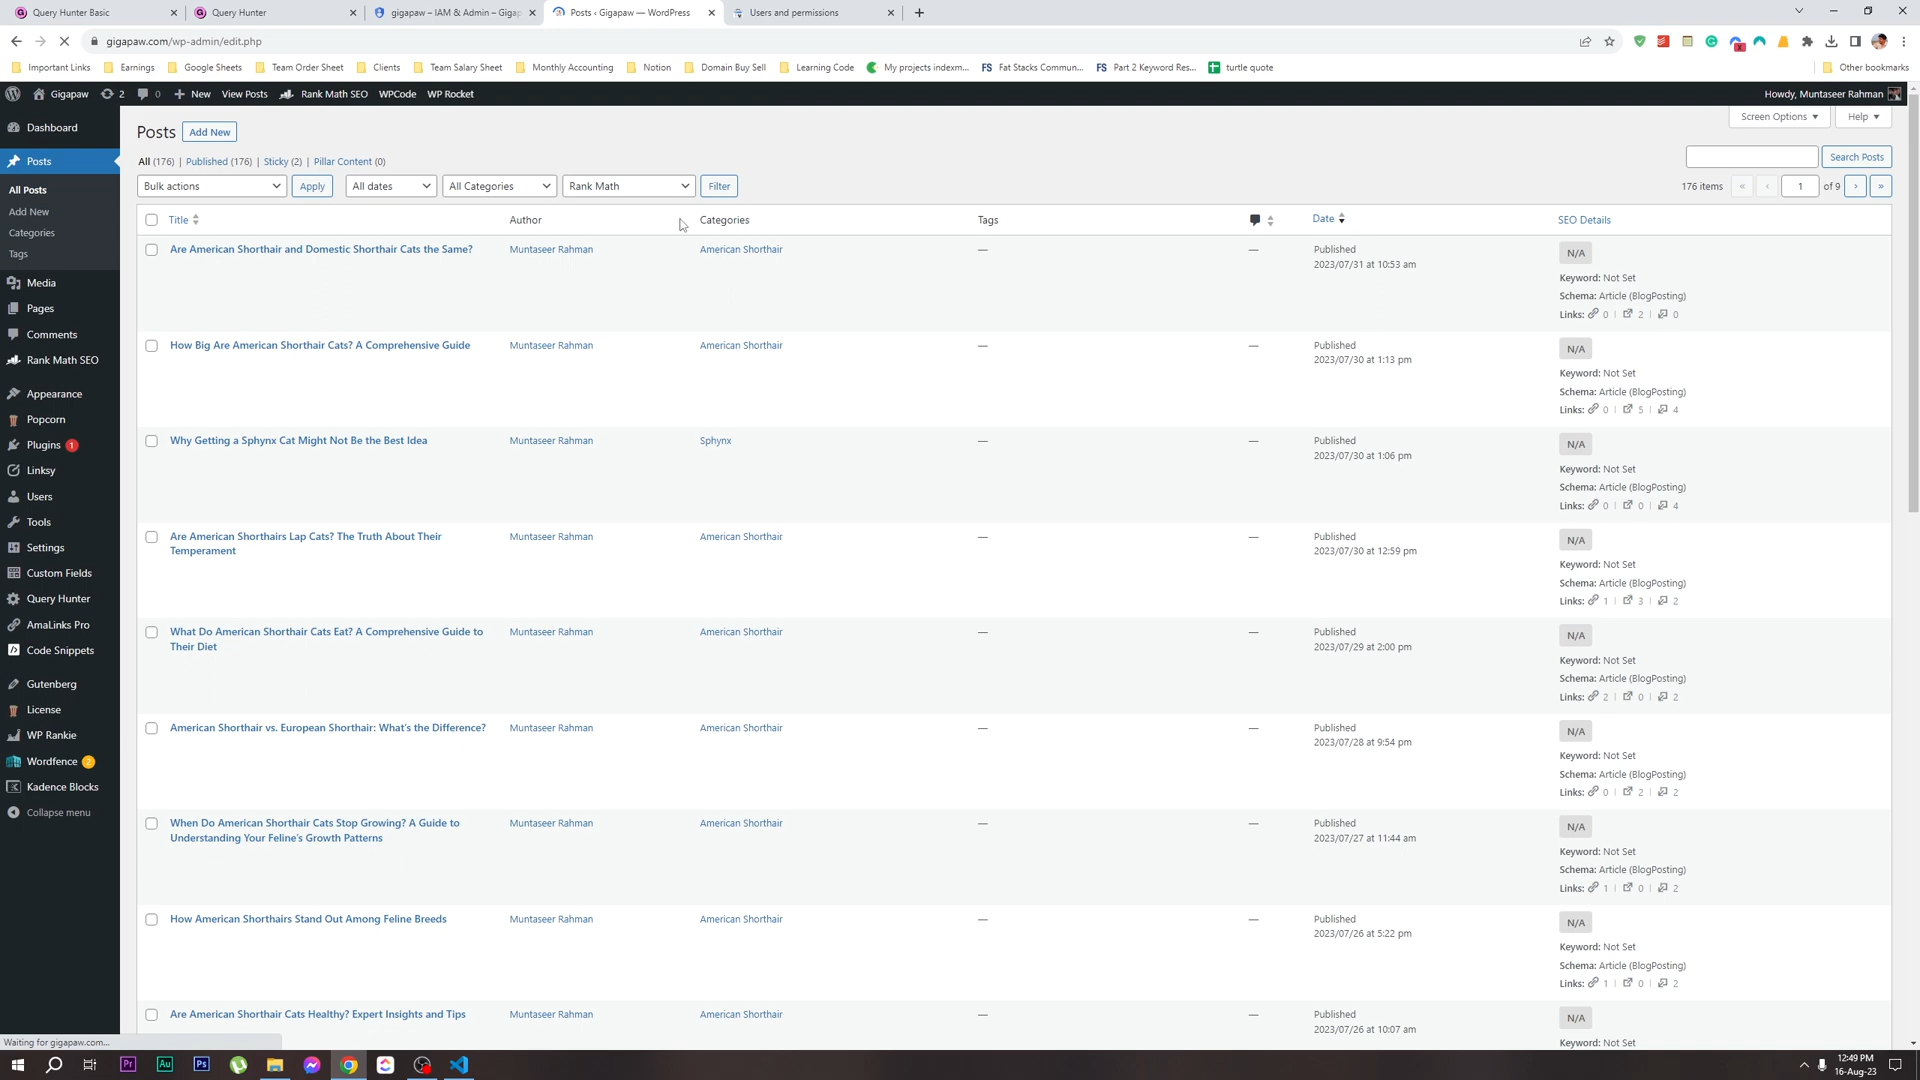 Query Hunter Basic
Query Hunter
gigapaw – IAM & Admin – Gigap
Posts ‹ Gigapaw — WordPress
Users and permissions
gigapaw.com/wp-admin/edit.php
Important Links
Earnings
Google Sheets
Team Order Sheet
Clients
Team Salary Sheet
Monthly Accounting
Notion
Domain Buy Sell
Learning Code
My projects indexm...
FS Fat Stacks Commun...
FS Part 2 Keyword Res...
turtle quote
Other bookmarks
Gigapaw
2
0
New
View Posts
Rank Math SEO
WPCode
WP Rocket
Howdy, Muntaseer Rahman
Dashboard
Posts
All Posts
Add New
Categories
Tags
Media
Pages
Comments
Rank Math SEO
Appearance
Popcorn
Plugins 1
Linksy
Users
Tools
Settings
Custom Fields
Query Hunter
AmaLinks Pro
Code Snippets
Gutenberg
License
WP Rankie
Wordfence 2
Kadence Blocks
Collapse menu
Posts Add New
Screen Options
Help
All (176) | Published (176) | Sticky (2) | Pillar Content (0)
Search Posts
Bulk actions Apply All dates All Categories Rank Math Filter
176 items « ‹ 1 of 9 › »
Title Author Categories Tags Date SEO Details
Are American Shorthair and Domestic Shorthair Cats the Same? Muntaseer Rahman American Shorthair — — Published N/A
2023/07/31 at 10:53 am
Keyword: Not Set
Schema: Article (BlogPosting)
Links: 0 | 2 | 0
How Big Are American Shorthair Cats? A Comprehensive Guide Muntaseer Rahman American Shorthair — — Published N/A
2023/07/30 at 1:13 pm
Keyword: Not Set
Schema: Article (BlogPosting)
Links: 0 | 5 | 4
Why Getting a Sphynx Cat Might Not Be the Best Idea Muntaseer Rahman Sphynx — — Published N/A
2023/07/30 at 1:06 pm
Keyword: Not Set
Schema: Article (BlogPosting)
Links: 0 | 0 | 4
Are American Shorthairs Lap Cats? The Truth About Their Muntaseer Rahman American Shorthair — — Published N/A
Temperament 2023/07/30 at 12:59 pm
Keyword: Not Set
Schema: Article (BlogPosting)
Links: 1 | 3 | 2
What Do American Shorthair Cats Eat? A Comprehensive Guide to Muntaseer Rahman American Shorthair — — Published N/A
Their Diet 2023/07/29 at 2:00 pm
Keyword: Not Set
Schema: Article (BlogPosting)
Links: 2 | 0 | 2
American Shorthair vs. European Shorthair: What's the Difference? Muntaseer Rahman American Shorthair — — Published N/A
2023/07/28 at 9:54 pm
Keyword: Not Set
Schema: Article (BlogPosting)
Links: 0 | 2 | 2
When Do American Shorthair Cats Stop Growing? A Guide to Muntaseer Rahman American Shorthair — — Published N/A
Understanding Your Feline's Growth Patterns 2023/07/27 at 11:44 am
Keyword: Not Set
Schema: Article (BlogPosting)
Links: 1 | 0 | 2
How American Shorthairs Stand Out Among Feline Breeds Muntaseer Rahman American Shorthair — — Published N/A
2023/07/26 at 5:22 pm
Keyword: Not Set
Schema: Article (BlogPosting)
Links: 1 | 0 | 2
Are American Shorthair Cats Healthy? Expert Insights and Tips Muntaseer Rahman American Shorthair — — Published N/A
2023/07/26 at 10:07 am
Keyword: Not Set
Waiting for gigapaw.com...
Pr
Au
Ps
12:49 PM
16-Aug-23